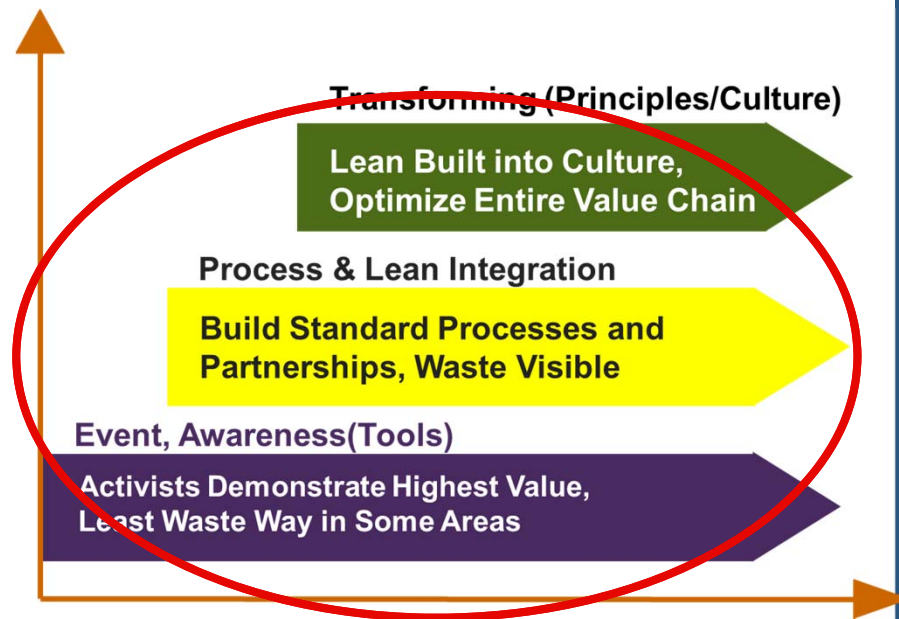 Transforming (Principles/Culture)
Lean Built into Culture,
Optimize Entire Value Chain
Process & Lean Integration
Build Standard Processes and
Partnerships, Waste Visible
Event, Awareness(Tools)
Activists Demonstrate Highest Value,
Least Waste Way in Some Areas